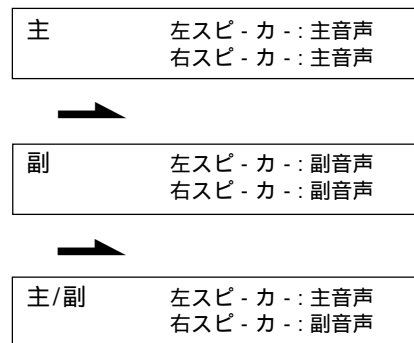 主 左スピ - カ - : 主音声
右スピ - カ - : 主音声
副 左スピ - カ - : 副音声
右スピ - カ - : 副音声
主/副 左スピ - カ - : 主音声
右スピ - カ - : 副音声